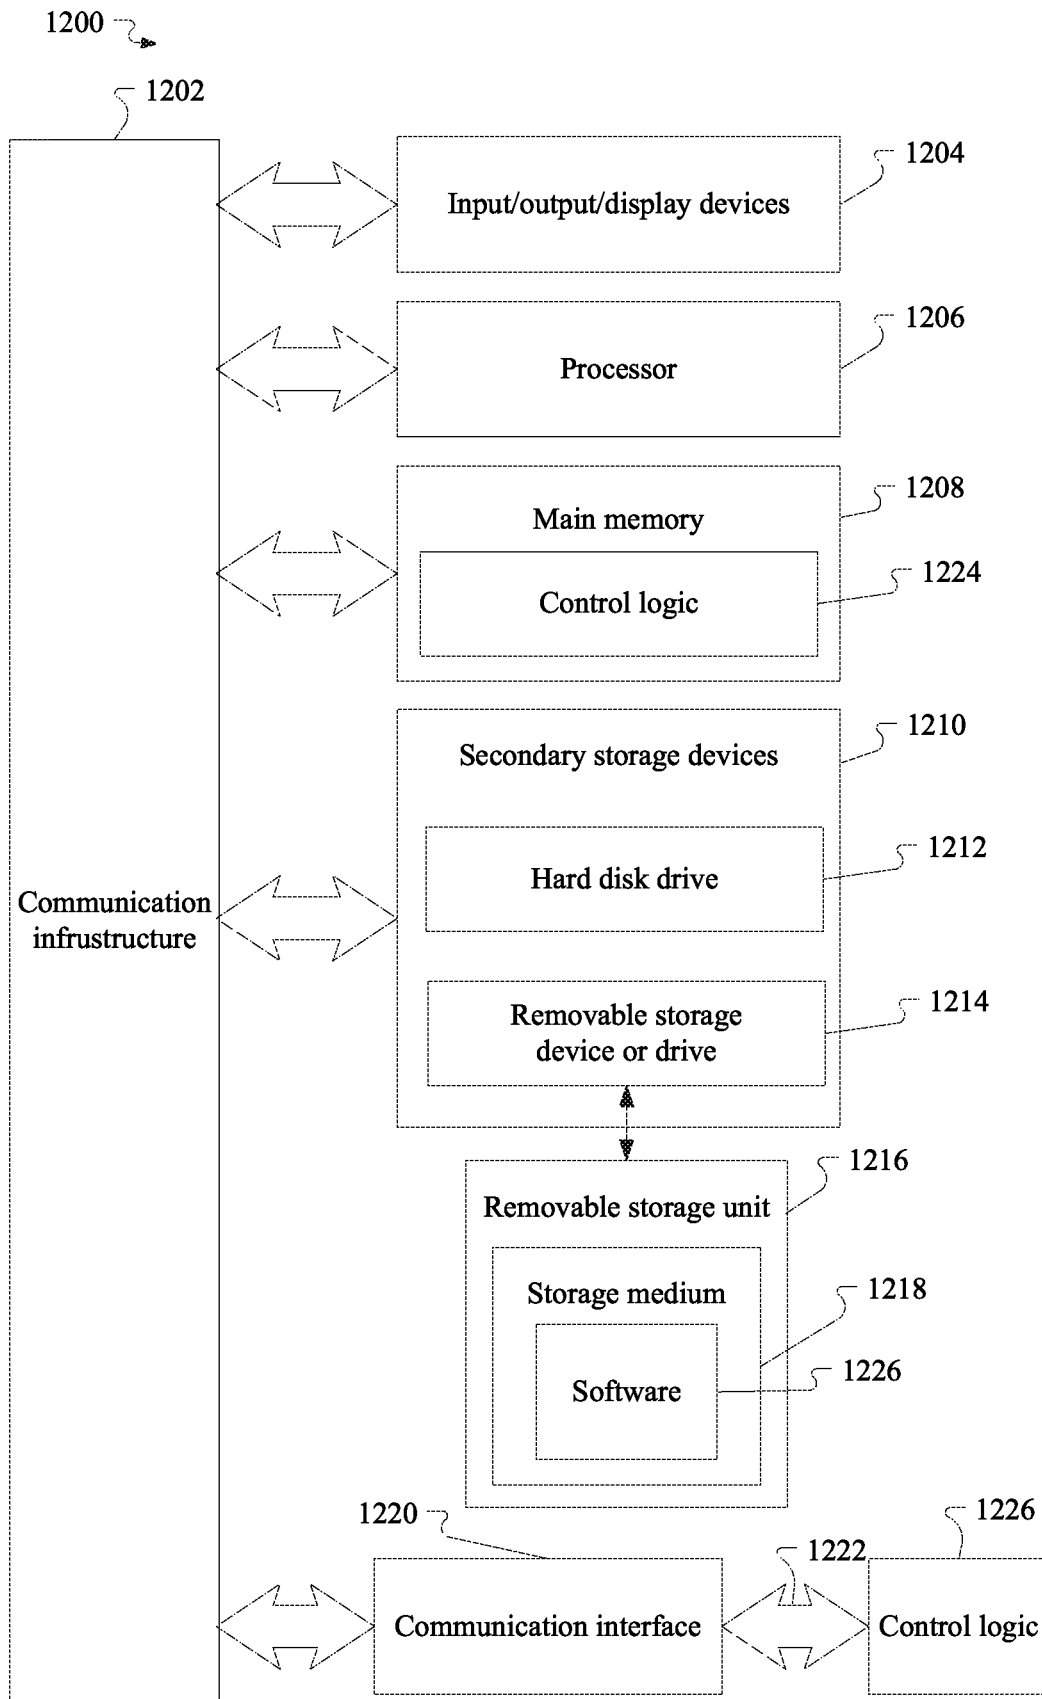 1200
1202
1204
Input/output/display devices
1206
Processor
1208
Main memory
1224
Control logic
1210
Secondary storage devices
1212
Hard disk drive
Communication
infrustructure
1214
Removable storage
device or drive
1216
Removable storage unit
1218
Storage medium
1226
Software
1220
1222
1226
Communication interface
Control logic